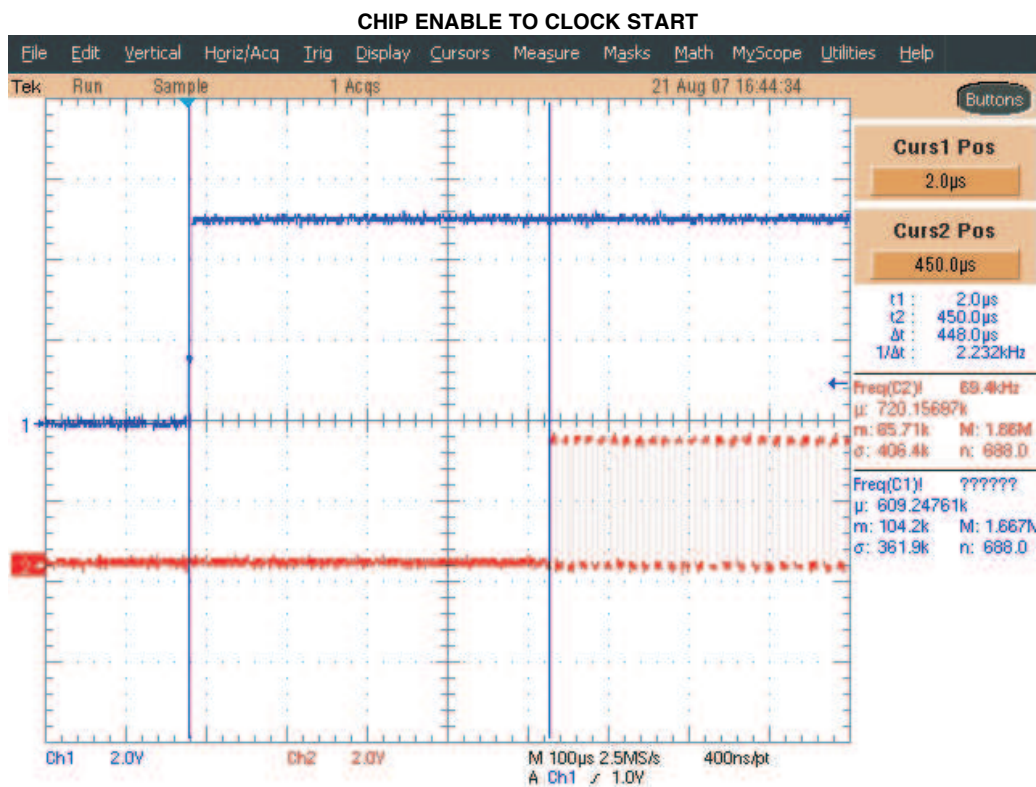 CHIP ENABLE TO CLOCK START
File Edit Vertical Horiz/Acq Trig Display Cursors Measure Masks Math MyScope Utilities Help
Tek Run Sample 1 Acqs 21 Aug 07 16:44:34
Buttons
Curs1 Pos
2.0µs
Curs2 Pos
450.0µs
t1 : 2.0µs
t2 : 450.0µs
Δt : 448.0µs
1/Δt : 2.232kHz
Freq(C2)! 69.4kHz
µ: 720.15697k
m: 65.71k M: 1.66M
σ: 406.4k n: 688.0
Freq(C1)! ??????
µ: 609.24761k
m: 104.2k M: 1.667M
σ: 361.9k n: 688.0
1
Ch1 2.0V Ch2 2.0V M 100µs 2.5MS/s 400ns/pt
A Ch1 1.0V